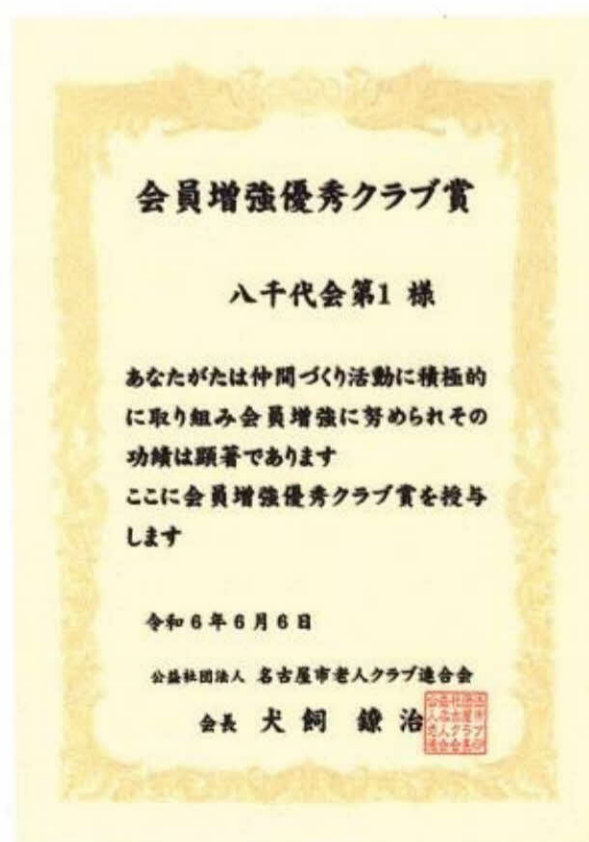 会員増強優秀クラブ賞
八千代会第1 様
あなたがたは仲間づくり活動に積極的
に取り組み会員増強に努められその
功績は顕著であります
ここに会員増強優秀クラブ賞を授与
します
令和6年6月6日
公益社団法人 名古屋市老人クラブ連合会
会長 犬飼 鐐治